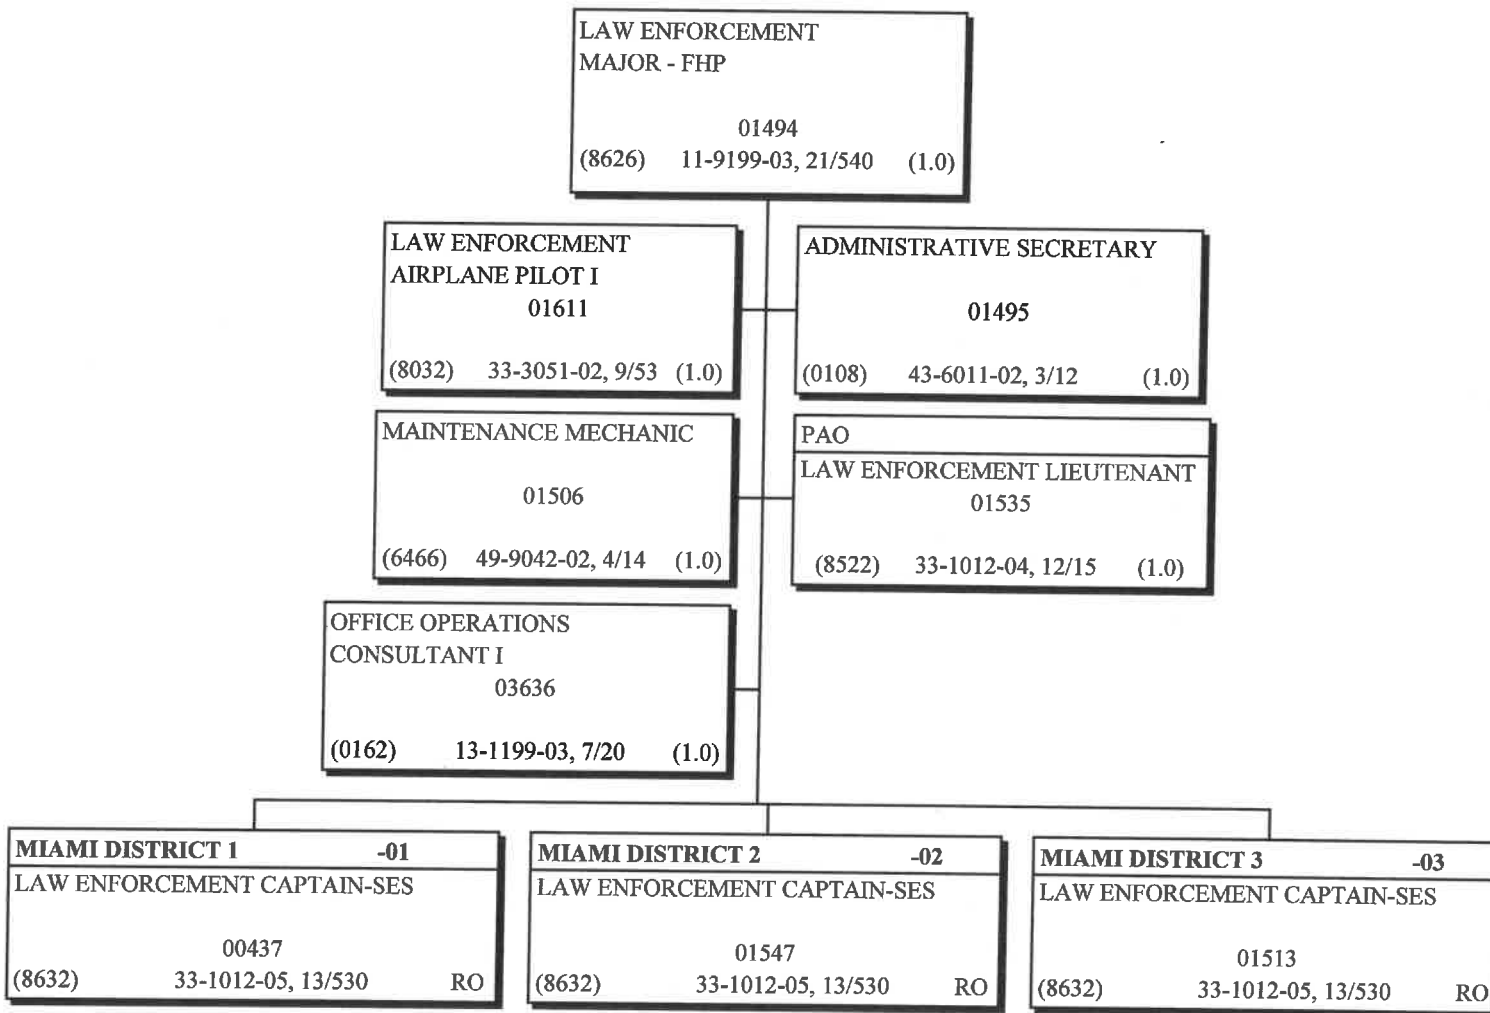 LAW ENFORCEMENT
MAJOR - FHP
01494
(8626) 11-9199-03, 21/540 (1.0)
LAW ENFORCEMENT
AIRPLANE PILOT I
01611
(8032) 33-3051-02, 9/53 (1.0)
ADMINISTRATIVE SECRETARY
01495
(0108) 43-6011-02, 3/12 (1.0)
MAINTENANCE MECHANIC
01506
(6466) 49-9042-02, 4/14 (1.0)
PAO
LAW ENFORCEMENT LIEUTENANT
01535
(8522) 33-1012-04, 12/15 (1.0)
OFFICE OPERATIONS
CONSULTANT I
03636
(0162) 13-1199-03, 7/20 (1.0)
MIAMI DISTRICT 1 -01
LAW ENFORCEMENT CAPTAIN-SES
00437
(8632) 33-1012-05, 13/530 RO
MIAMI DISTRICT 2 -02
LAW ENFORCEMENT CAPTAIN-SES
01547
(8632) 33-1012-05, 13/530 RO
MIAMI DISTRICT 3 -03
LAW ENFORCEMENT CAPTAIN-SES
01513
(8632) 33-1012-05, 13/530 RO